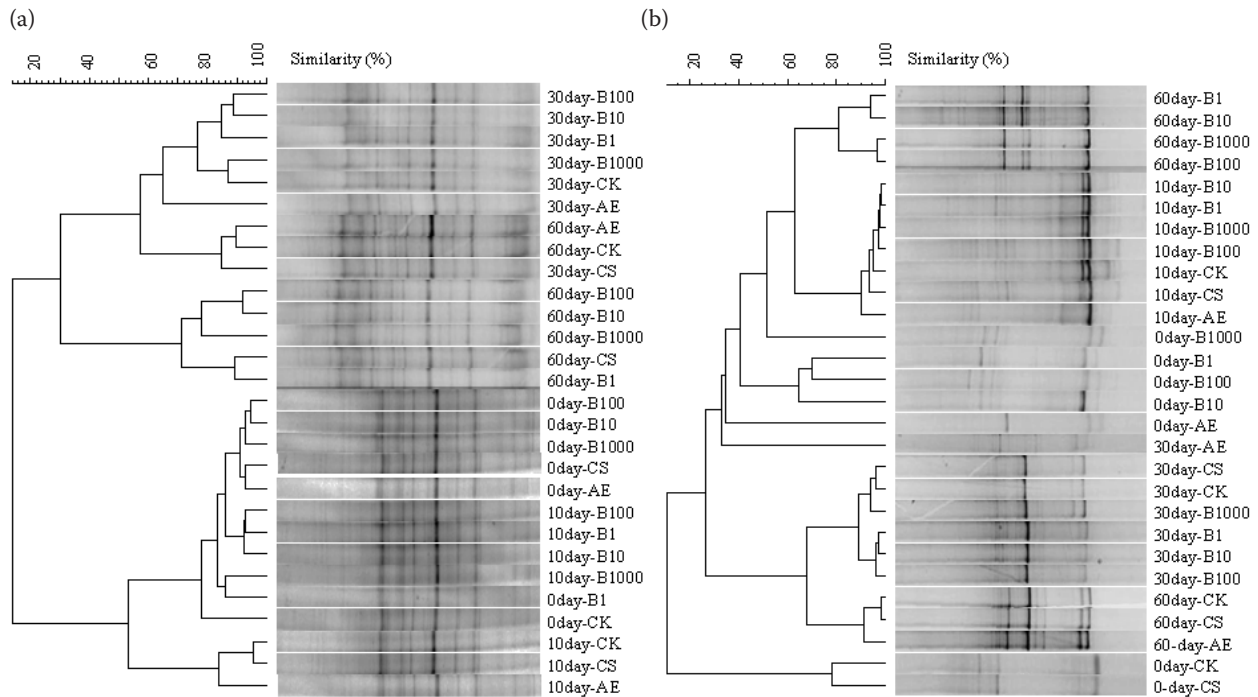 (a)
20 40 60 80 100 Similarity (%)
30day-B100
30day-B10
30day-B1
30day-B1000
30day-CK
30day-AE
60day-AE
60day-CK
30day-CS
60day-B100
60day-B10
60day-B1000
60day-CS
60day-B1
0day-B100
0day-B10
0day-B1000
0day-CS
0day-AE
10day-B100
10day-B1
10day-B10
10day-B1000
0day-B1
0day-CK
10day-CK
10day-CS
10day-AE
(b)
20 40 60 80 100 Similarity (%)
60day-B1
60day-B10
60day-B1000
60day-B100
10day-B10
10day-B1
10day-B1000
10day-B100
10day-CK
10day-CS
10day-AE
0day-B1000
0day-B1
0day-B100
0day-B10
0day-AE
30day-AE
30day-CS
30day-CK
30day-B1000
30day-B1
30day-B10
30day-B100
60day-CK
60day-CS
60-day-AE
0day-CK
0-day-CS